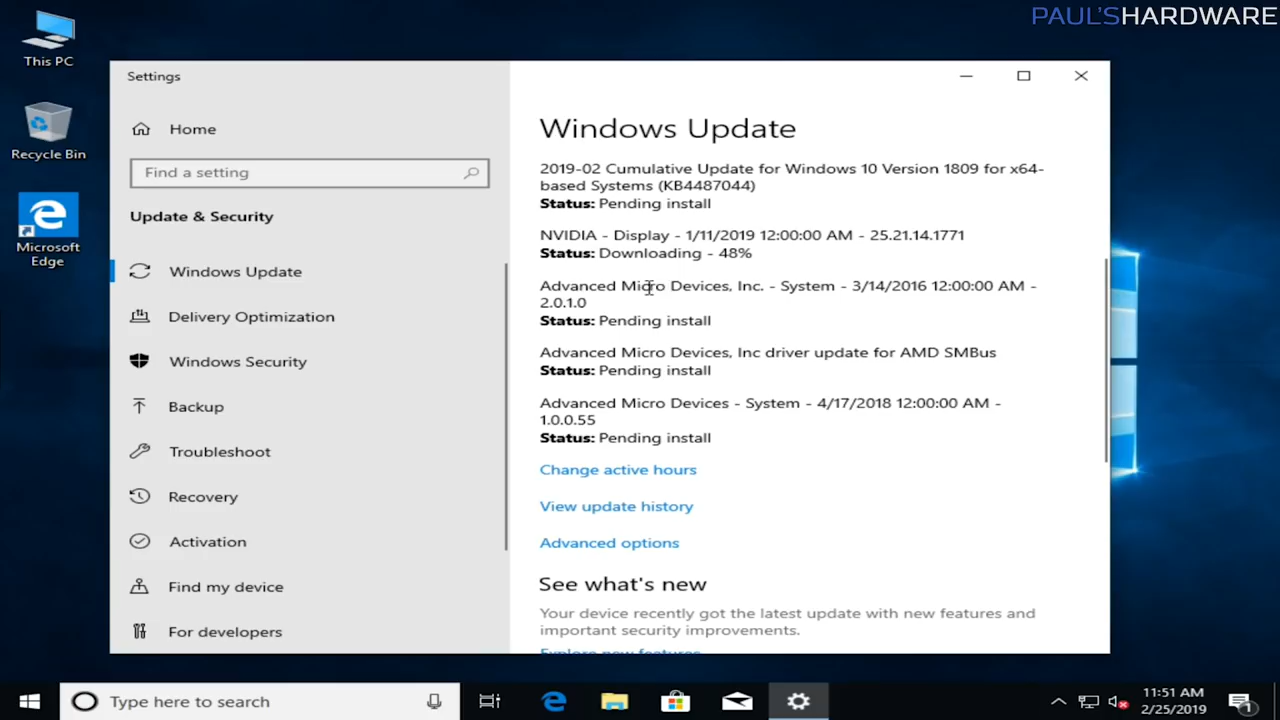 PAUL'SHARDWARE
This PC
Recycle Bin
Microsoft
Edge
Settings
Home
Find a setting
Update & Security
Windows Update
Delivery Optimization
Windows Security
Backup
Troubleshoot
Recovery
Activation
Find my device
For developers
Windows Update
2019-02 Cumulative Update for Windows 10 Version 1809 for x64-
based Systems (KB4487044)
Status: Pending install
NVIDIA - Display - 1/11/2019 12:00:00 AM - 25.21.14.1771
Status: Downloading - 48%
Advanced Micro Devices, Inc. - System - 3/14/2016 12:00:00 AM -
2.0.1.0
Status: Pending install
Advanced Micro Devices, Inc driver update for AMD SMBus
Status: Pending install
Advanced Micro Devices - System - 4/17/2018 12:00:00 AM -
1.0.0.55
Status: Pending install
Change active hours
View update history
Advanced options
See what's new
Your device recently got the latest update with new features and
important security improvements.
Explore new features
Type here to search
11:51 AM
2/25/2019
1